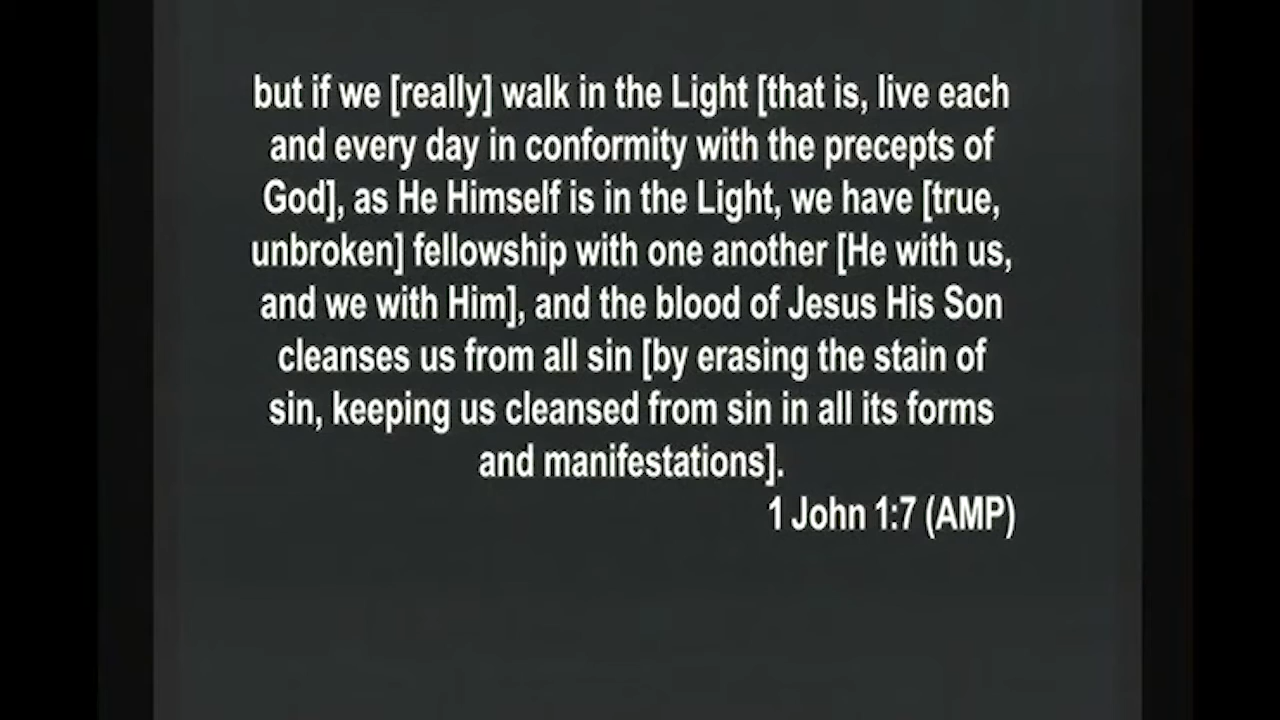 but if we [really] walk in the Light [that is, live each
and every day in conformity with the precepts of
God], as He Himself is in the Light, we have [true,
unbroken] fellowship with one another [He with us,
and we with Him], and the blood of Jesus His Son
cleanses us from all sin [by erasing the stain of
sin, keeping us cleansed from sin in all its forms
and manifestations].
1 John 1:7 (AMP)